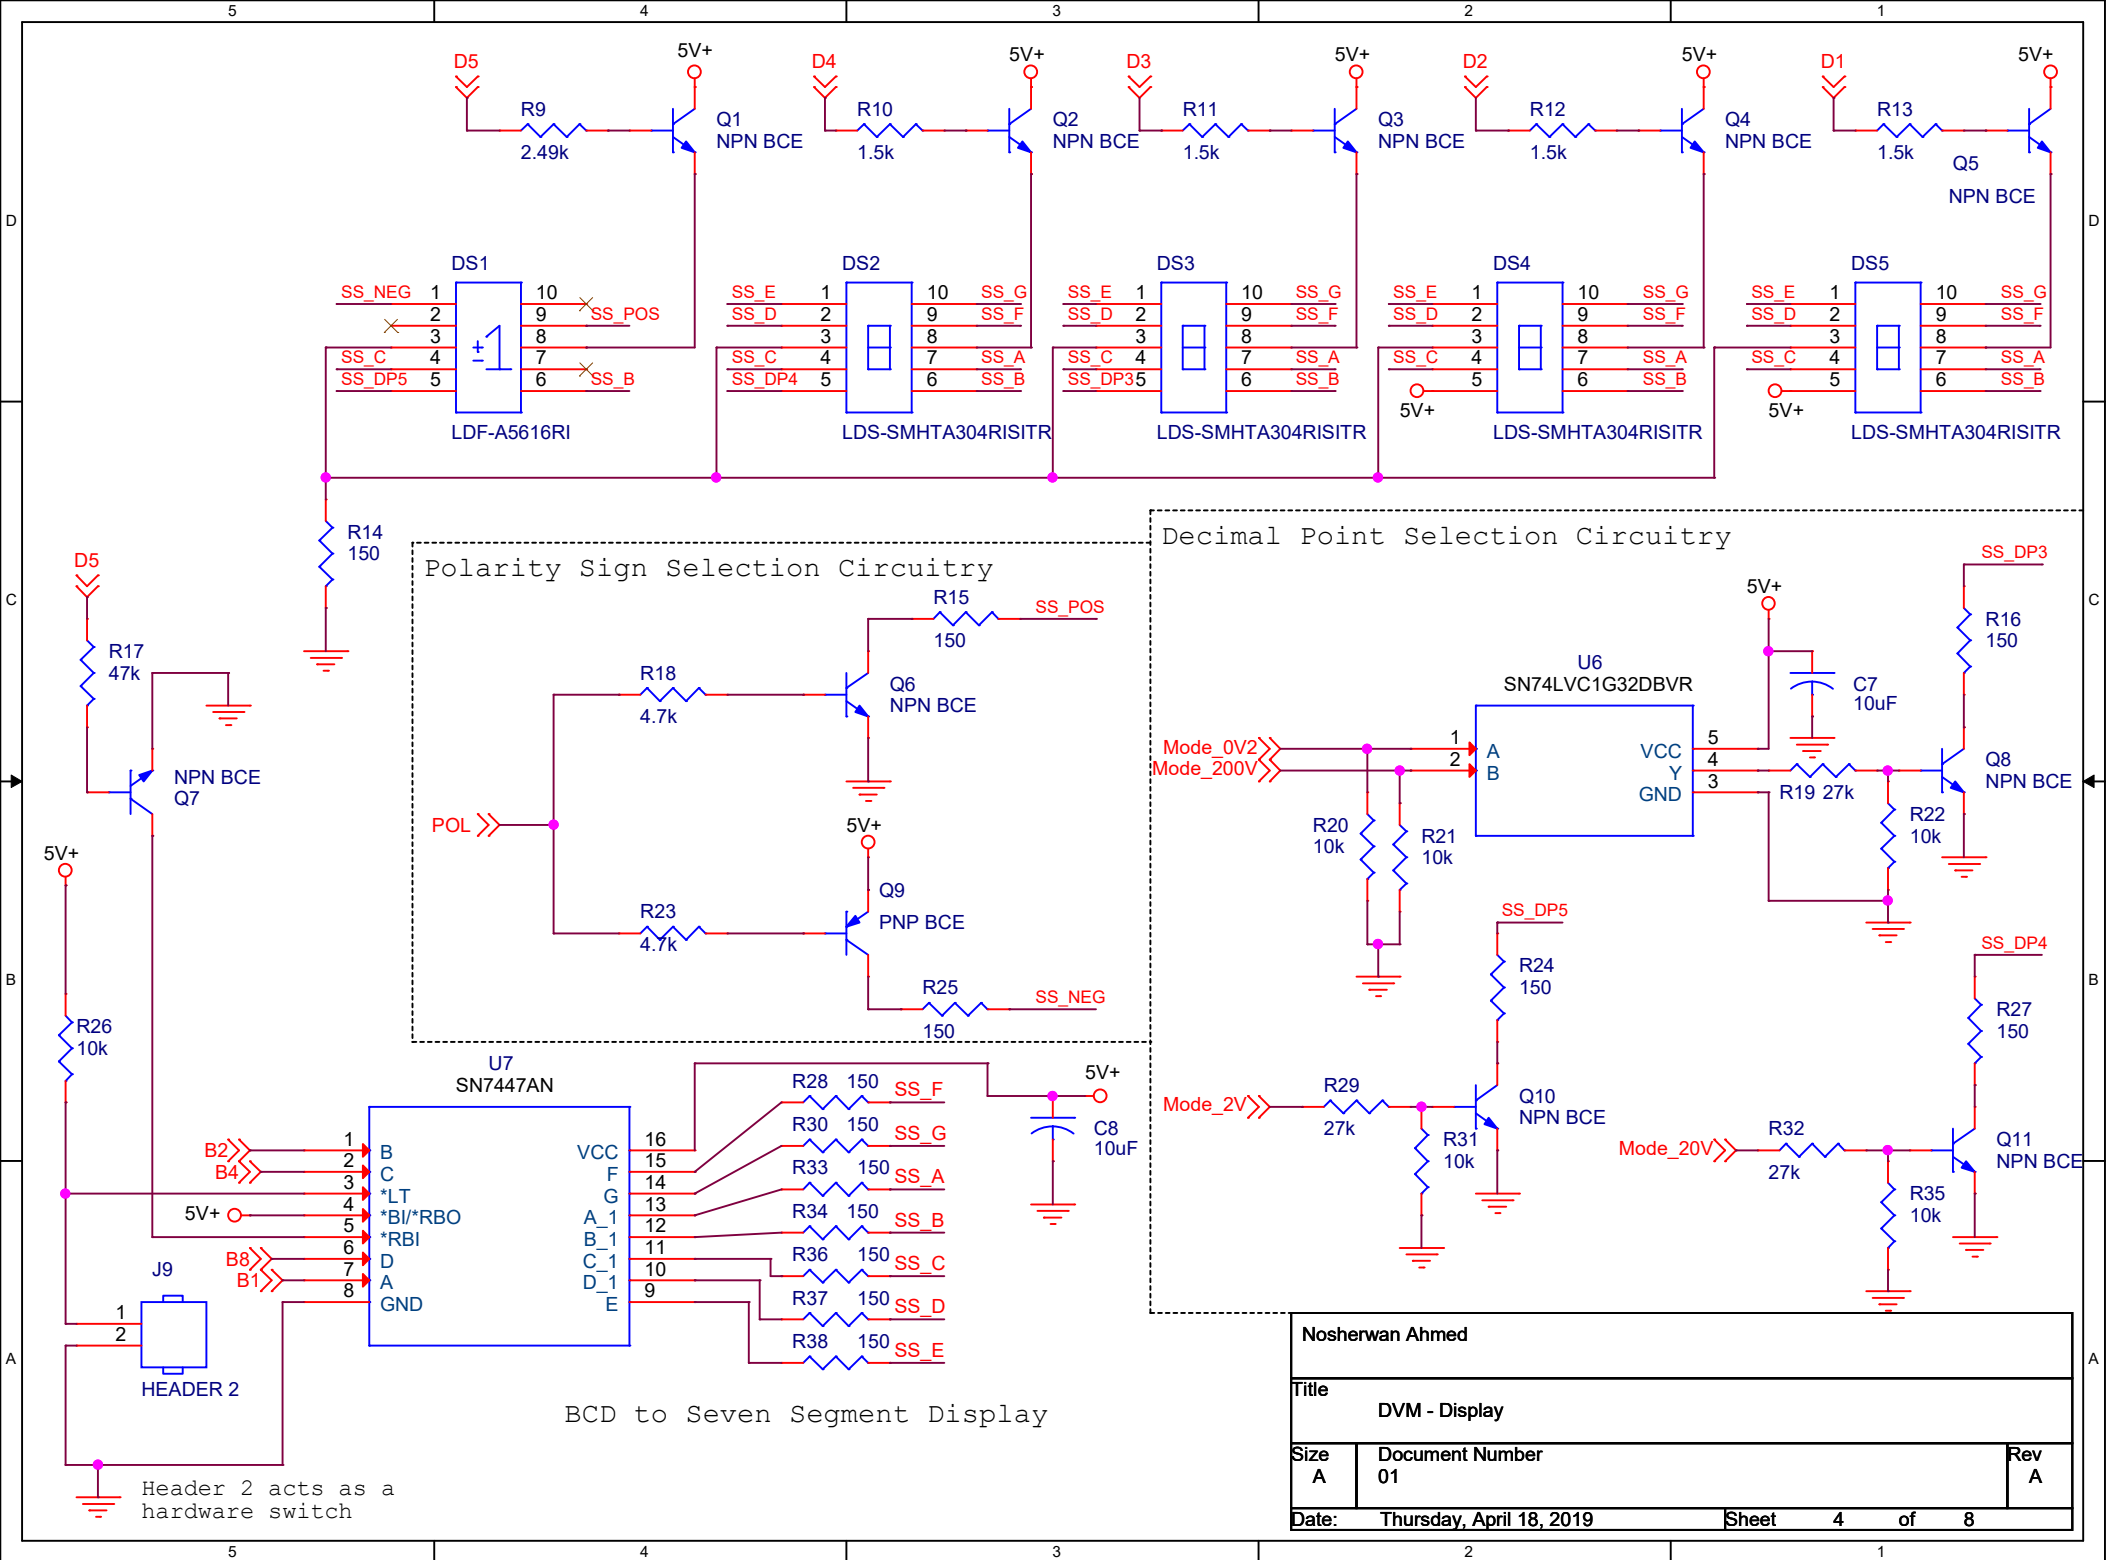 5 4 3 2 1
D5 5V+ D4 5V+ D3 5V+ D2 5V+ D1 5V+
R9 2.49k
Q1 NPN BCE
R10 1.5k
Q2 NPN BCE
R11 1.5k
Q3 NPN BCE
R12 1.5k
Q4 NPN BCE
R13 1.5k
Q5
NPN BCE
D D
DS1
SS_NEG 1 10
2 9 SS_POS
3 8
SS_C 4 7
SS_DP5 5 6 SS_B
±1
LDF-A5616RI
DS2
SS_E 1 10 SS_G
SS_D 2 9 SS_F
3 8
SS_C 4 7 SS_A
SS_DP4 5 6 SS_B
LDS-SMHTA304RISITR
DS3
SS_E 1 10 SS_G
SS_D 2 9 SS_F
3 8
SS_C 4 7 SS_A
SS_DP3 5 6 SS_B
LDS-SMHTA304RISITR
DS4
SS_E 1 10 SS_G
SS_D 2 9 SS_F
3 8
SS_C 4 7 SS_A
5 6 SS_B
5V+
LDS-SMHTA304RISITR
DS5
SS_E 1 10 SS_G
SS_D 2 9 SS_F
3 8
SS_C 4 7 SS_A
5 6 SS_B
5V+
LDS-SMHTA304RISITR
R14
150
D5
R17
47k
NPN BCE
Q7
C C
Polarity Sign Selection Circuitry
R15
150
SS_POS
R18
4.7k
Q6
NPN BCE
POL
5V+
Q9
PNP BCE
R23
4.7k
R25
150
SS_NEG
Decimal Point Selection Circuitry
SS_DP3
5V+
R16
150
U6
SN74LVC1G32DBVR
C7
10uF
Mode_0V2 1 A
Mode_200V 2 B
VCC 5
Y 4
GND 3
R19 27k
Q8
NPN BCE
R20
10k
R21
10k
R22
10k
SS_DP5
R24
150
SS_DP4
R27
150
Mode_2V
R29
27k
Q10
NPN BCE
R31
10k
Mode_20V
R32
27k
Q11
NPN BCE
R35
10k
B B
5V+
R26
10k
U7
SN7447AN
B2 1 B
B4 2 C
3 *LT
5V+ 4 *BI/*RBO
5 *RBI
B8 6 D
B1 7 A
8 GND
VCC 16
F 15
G 14
A_1 13
B_1 12
C_1 11
D_1 10
E 9
R28 150 SS_F
R30 150 SS_G
R33 150 SS_A
R34 150 SS_B
R36 150 SS_C
R37 150 SS_D
R38 150 SS_E
5V+
C8
10uF
J9
1
2
HEADER 2
A A
BCD to Seven Segment Display
Header 2 acts as a
hardware switch
Nosherwan Ahmed
Title
DVM - Display
Size Document Number Rev
A 01 A
Date: Thursday, April 18, 2019 Sheet 4 of 8
5 4 3 2 1